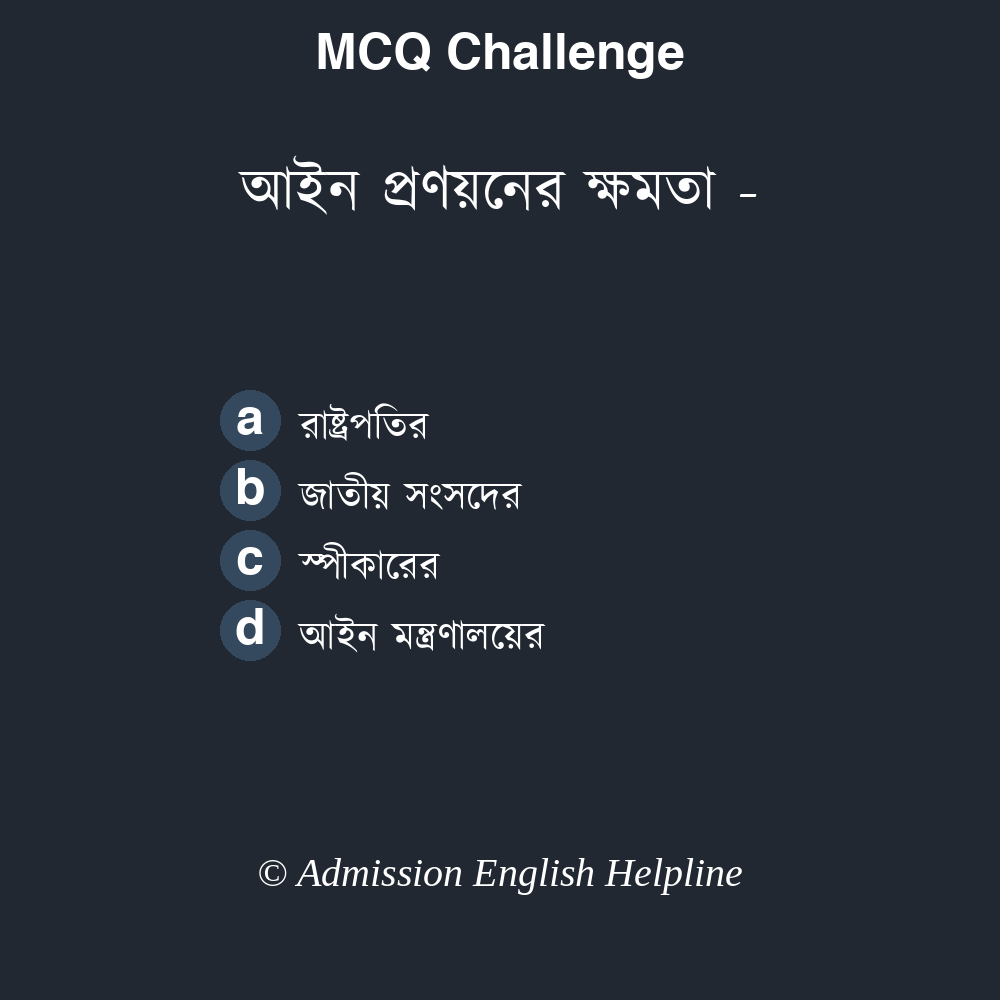 MCQ Challenge
আইন প্রণয়নের ক্ষমতা -
a রাষ্ট্রপতির
b জাতীয় সংসদের
c স্পীকারের
d আইন মন্ত্রণালয়ের
© Admission English Helpline